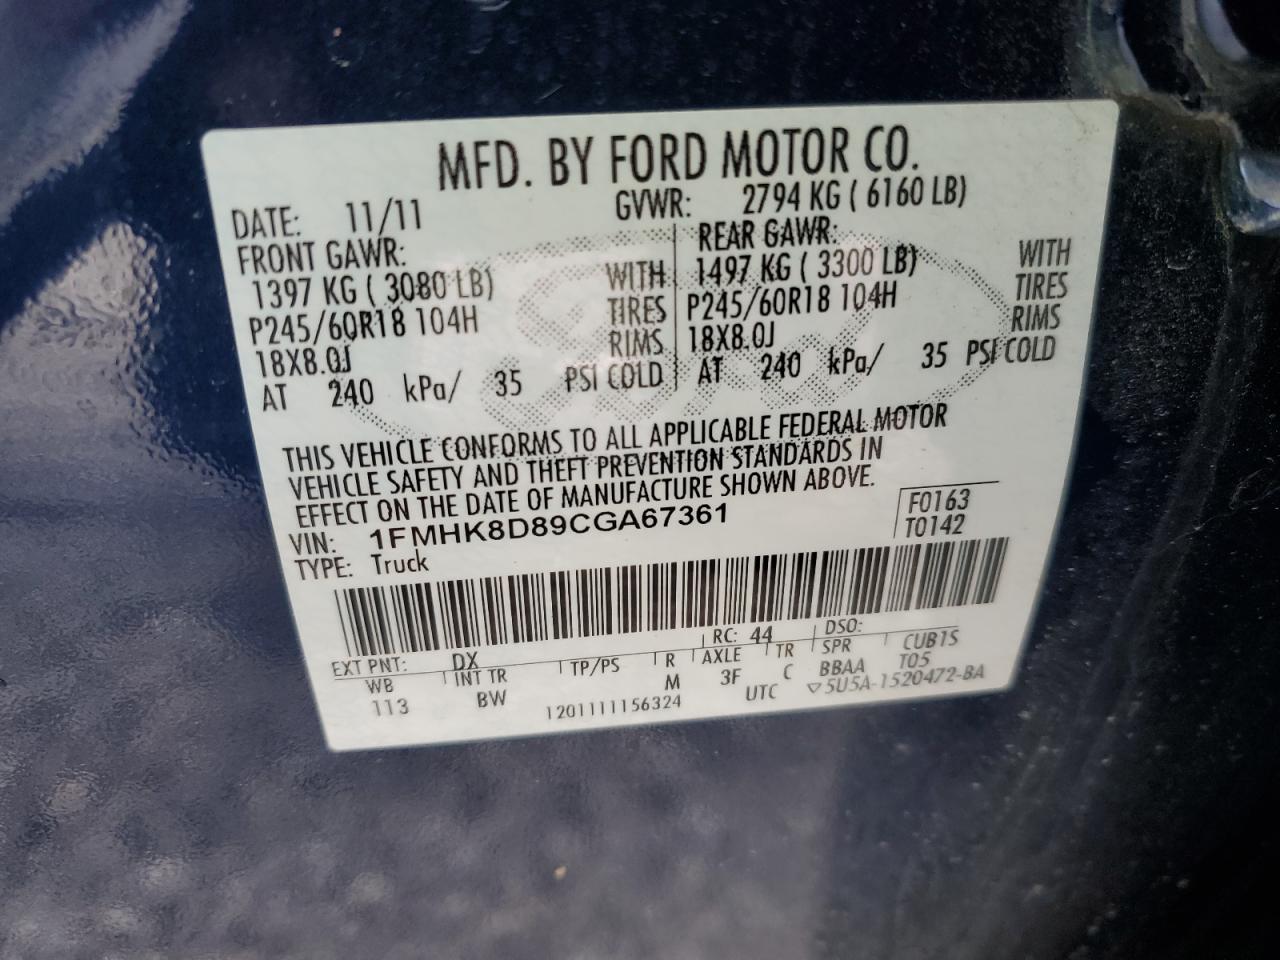 MFD. BY FORD MOTOR CO.
DATE: 11/11 GVWR: 2794 KG ( 6160 LB)
FRONT GAWR: REAR GAWR:
1397 KG ( 3080 LB) WITH 1497 KG ( 3300 LB) WITH
P245/60R18 104H TIRES P245/60R18 104H TIRES
18X8.0J RIMS 18X8.0J RIMS
AT 240 kPa/ 35 PSI COLD AT 240 kPa/ 35 PSI COLD
THIS VEHICLE CONFORMS TO ALL APPLICABLE FEDERAL MOTOR
VEHICLE SAFETY AND THEFT PREVENTION STANDARDS IN
EFFECT ON THE DATE OF MANUFACTURE SHOWN ABOVE.
VIN: 1FMHK8D89CGA67361 F0163
TYPE: Truck T0142
EXT PNT: DX RC: 44 DSO:
WB INT TR TP/PS R AXLE TR SPR CUB1S
113 BW M 3F C BBAA T05
1201111156324 UTC ▽5U5A-1520472-BA